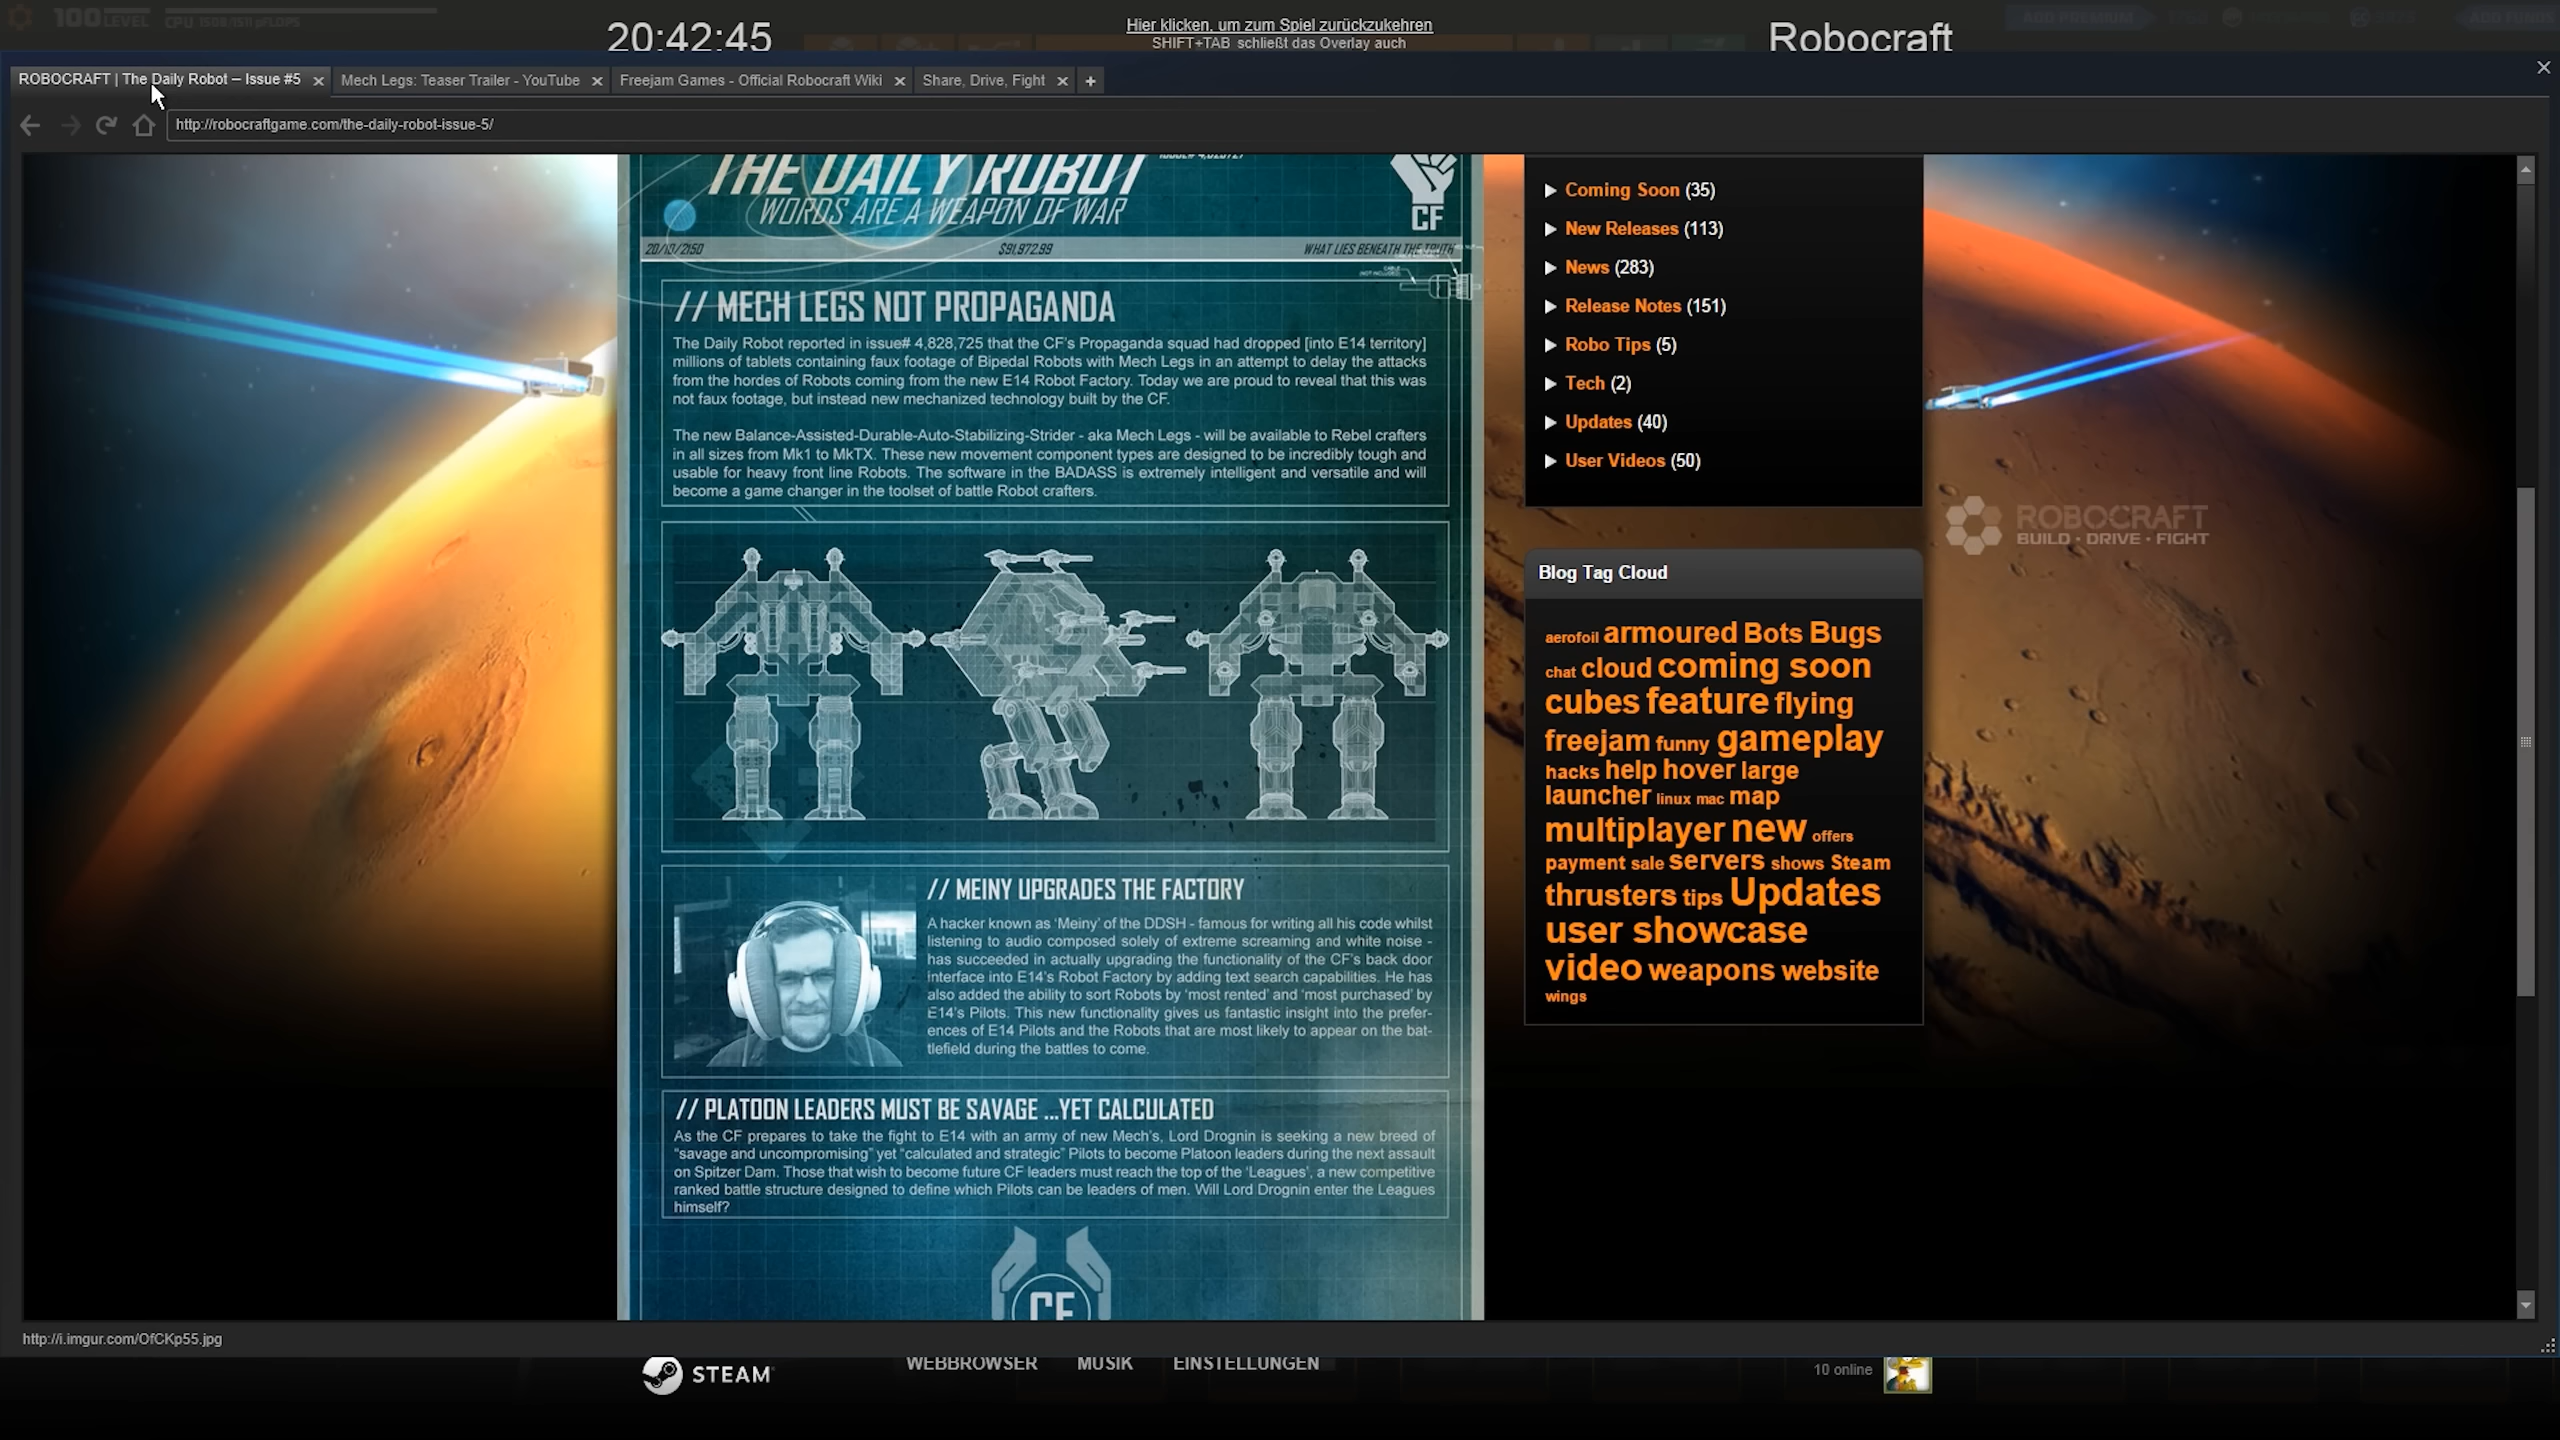 100 LEVEL
20:42:45
Hier klicken, um zum Spiel zurückzukehren
SHIFT+TAB schließt das Overlay auch
Robocraft
ADD PREMIUM
ROBOCRAFT | The Daily Robot – Issue #5
Mech Legs: Teaser Trailer - YouTube
Freejam Games - Official Robocraft Wiki
Share, Drive, Fight
http://robocraftgame.com/the-daily-robot-issue-5/
THE DAILY ROBOT
WORDS ARE A WEAPON OF WAR
CF
20/10/2150
$91,972.99
WHAT LIES BENEATH THE TRUTH
// MECH LEGS NOT PROPAGANDA
The Daily Robot reported in issue# 4,828,725 that the CF's Propaganda squad had dropped [into E14 territory]
millions of tablets containing faux footage of Bipedal Robots with Mech Legs in an attempt to delay the attacks
from the hordes of Robots coming from the new E14 Robot Factory. Today we are proud to reveal that this was
not faux footage, but instead new mechanized technology built by the CF.
The new Balance-Assisted-Durable-Auto-Stabilizing-Strider - aka Mech Legs - will be available to Rebel crafters
in all sizes from Mk1 to MkTX. These new movement component types are designed to be incredibly tough and
usable for heavy front line Robots. The software in the BADASS is extremely intelligent and versatile and will
become a game changer in the toolset of battle Robot crafters.
// MEINY UPGRADES THE FACTORY
A hacker known as 'Meiny' of the DDSH - famous for writing all his code whilst
listening to audio composed solely of extreme screaming and white noise -
has succeeded in actually upgrading the functionality of the CF's back door
interface into E14's Robot Factory by adding text search capabilities. He has
also added the ability to sort Robots by 'most rented' and 'most purchased' by
E14's Pilots. This new functionality gives us fantastic insight into the prefer-
ences of E14 Pilots and the Robots that are most likely to appear on the bat-
tlefield during the battles to come.
// PLATOON LEADERS MUST BE SAVAGE ...YET CALCULATED
As the CF prepares to take the fight to E14 with an army of new Mech's, Lord Drognin is seeking a new breed of
"savage and uncompromising" yet "calculated and strategic" Pilots to become Platoon leaders during the next assault
on Spitzer Dam. Those that wish to become future CF leaders must reach the top of the 'Leagues', a new competitive
ranked battle structure designed to define which Pilots can be leaders of men. Will Lord Drognin enter the Leagues
himself?
CF
Coming Soon (35)
New Releases (113)
News (283)
Release Notes (151)
Robo Tips (5)
Tech (2)
Updates (40)
User Videos (50)
ROBOCRAFT
BUILD · DRIVE · FIGHT
Blog Tag Cloud
aerofoil armoured Bots Bugs
chat cloud coming soon
cubes feature flying
freejam funny gameplay
hacks help hover large
launcher linux mac map
multiplayer new offers
payment sale servers shows Steam
thrusters tips Updates
user showcase
video weapons website
wings
http://i.imgur.com/OfCKp55.jpg
STEAM
WEBBROWSER
MUSIK
EINSTELLUNGEN
10 online